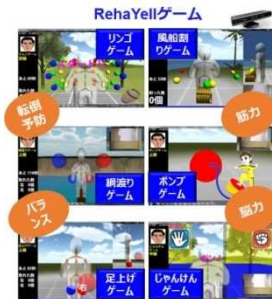 RehaYellゲーム
リンゴ
ゲーム
風船割
りゲーム
転倒
予防
筋力
0個
綱渡り
ゲーム
ポンプ
ゲーム
バラ
ンス
脳力
足上げ
ゲーム
じゃんけん
ゲーム
右